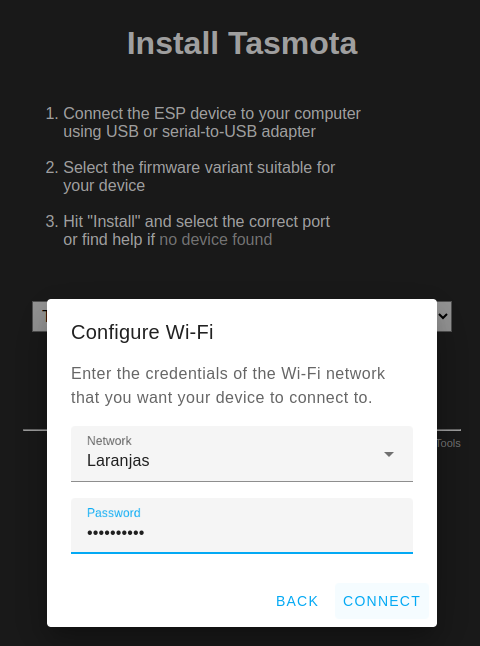 Install Tasmota
1. Connect the ESP device to your computer
using USB or serial-to-USB adapter
2. Select the firmware variant suitable for
your device
3. Hit "Install" and select the correct port
or find help if no device found
Configure Wi-Fi
Enter the credentials of the Wi-Fi network
that you want your device to connect to.
Tools
Network
Laranjas
Password
••••••••••
BACK CONNECT